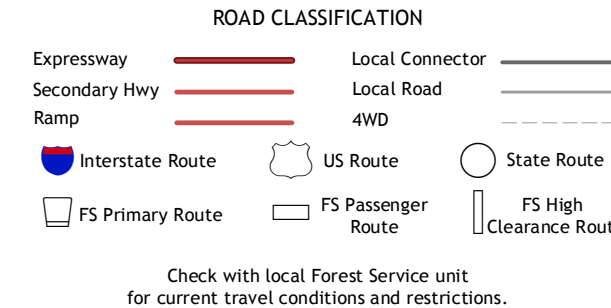 ROAD CLASSIFICATION
Expressway
Local Connector
Secondary Hwy
Local Road
Ramp
4WD
Interstate Route
US Route
State Route
FS Primary Route
FS Passenger
Route
FS High
Clearance Rout
Check with local Forest Service unit
for current travel conditions and restrictions.